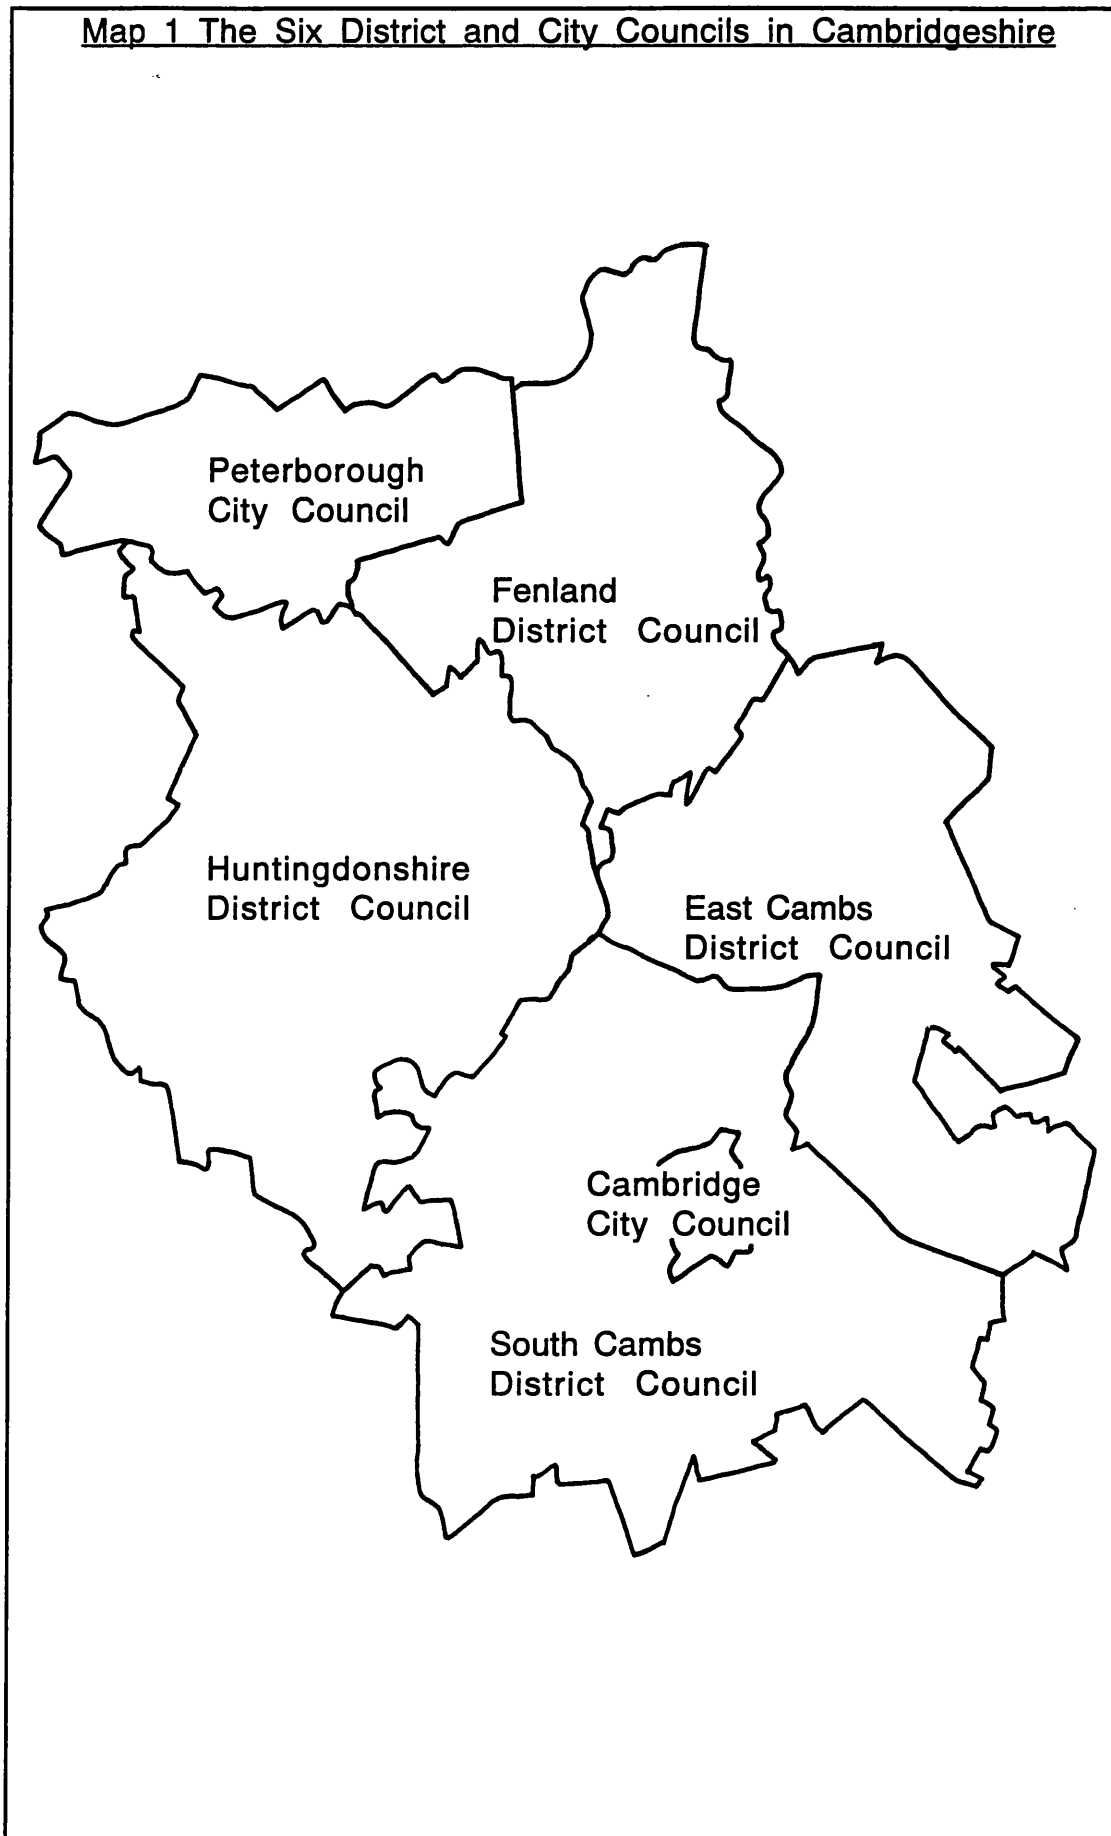 Map 1 The Six District and City Councils in Cambridgeshire
Peterborough
City Council
Fenland
District Council
Huntingdonshire
District Council
East Cambs
District Council
Cambridge
City Council
South Cambs
District Council